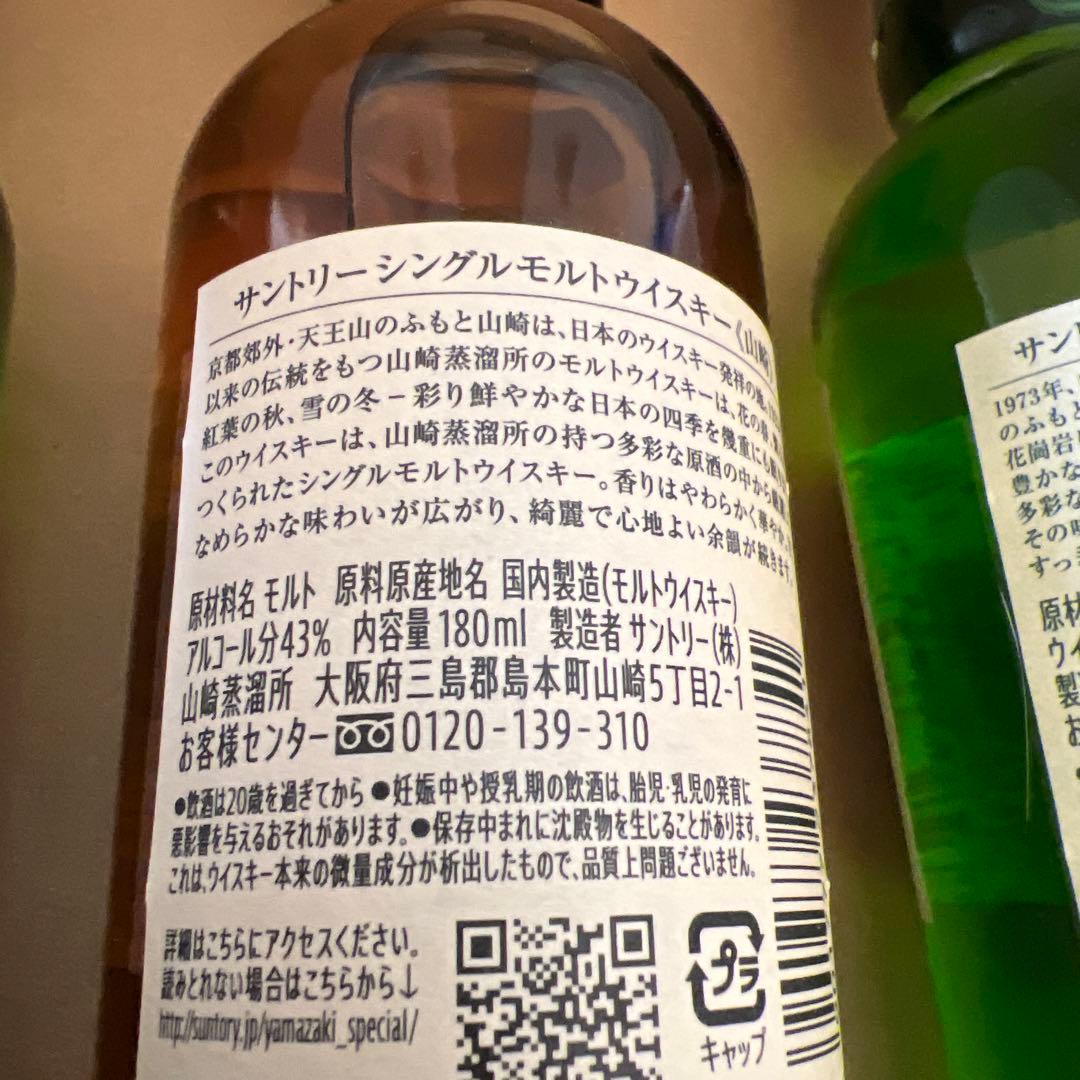 サントリー シングルモルトウイスキー〈山崎〉
京都郊外・天王山のふもと山崎は、日本のウイスキー発祥の地。
以来の伝統をもつ山崎蒸溜所のモルトウイスキーは、花の春、
紅葉の秋、雪の冬−彩り鮮やかな日本の四季を幾重にも
このウイスキーは、山崎蒸溜所の持つ多彩な原酒の中から
つくられたシングルモルトウイスキー。香りはやわらかく華やか。
なめらかな味わいが広がり、綺麗で心地よい余韻が続きます。
原材料名 モルト 原料原産地名 国内製造(モルトウイスキー)
アルコール分43% 内容量 180ml 製造者 サントリー(株)
山崎蒸溜所 大阪府三島郡島本町山崎5丁目2-1
お客様センター 0120-139-310
●飲酒は20歳を過ぎてから ●妊娠中や授乳期の飲酒は、胎児・乳児の発育に
悪影響を与えるおそれがあります。●保存中まれに沈殿物を生じることがあります。
これは、ウイスキー本来の微量成分が析出したもので、品質上問題ございません。
詳細はこちらにアクセスください。
読みとれない場合はこちらから↓
http://suntory.jp/yamazaki_special/
プラ
キャップ
サント
1973年、
のふもと
花崗岩
豊かな
多彩な
その味
すっき
原材
ウイ
製
お